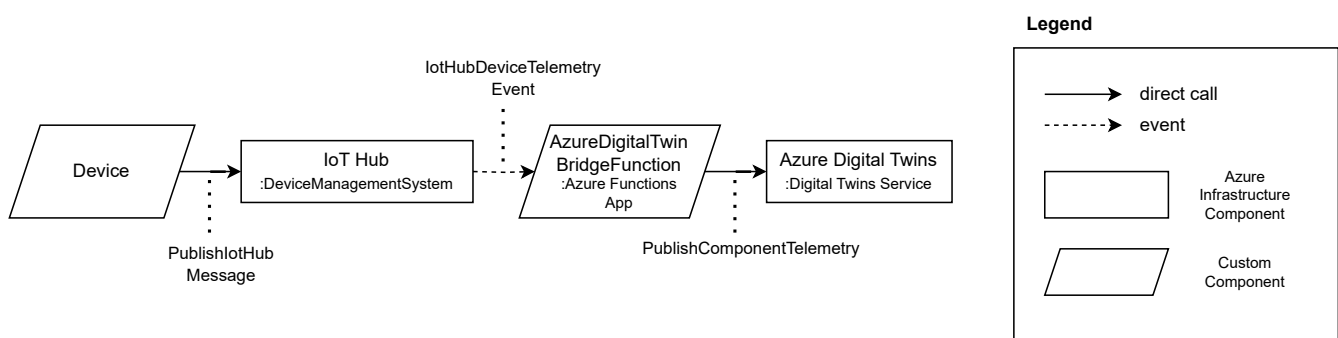 Legend
IotHubDeviceTelemetry
Event
direct call
event
Device
IoT Hub
:DeviceManagementSystem
AzureDigitalTwin
BridgeFunction
:Azure Functions
App
Azure Digital Twins
:Digital Twins Service
PublishIotHub
Message
PublishComponentTelemetry
Azure
Infrastructure
Component
Custom
Component